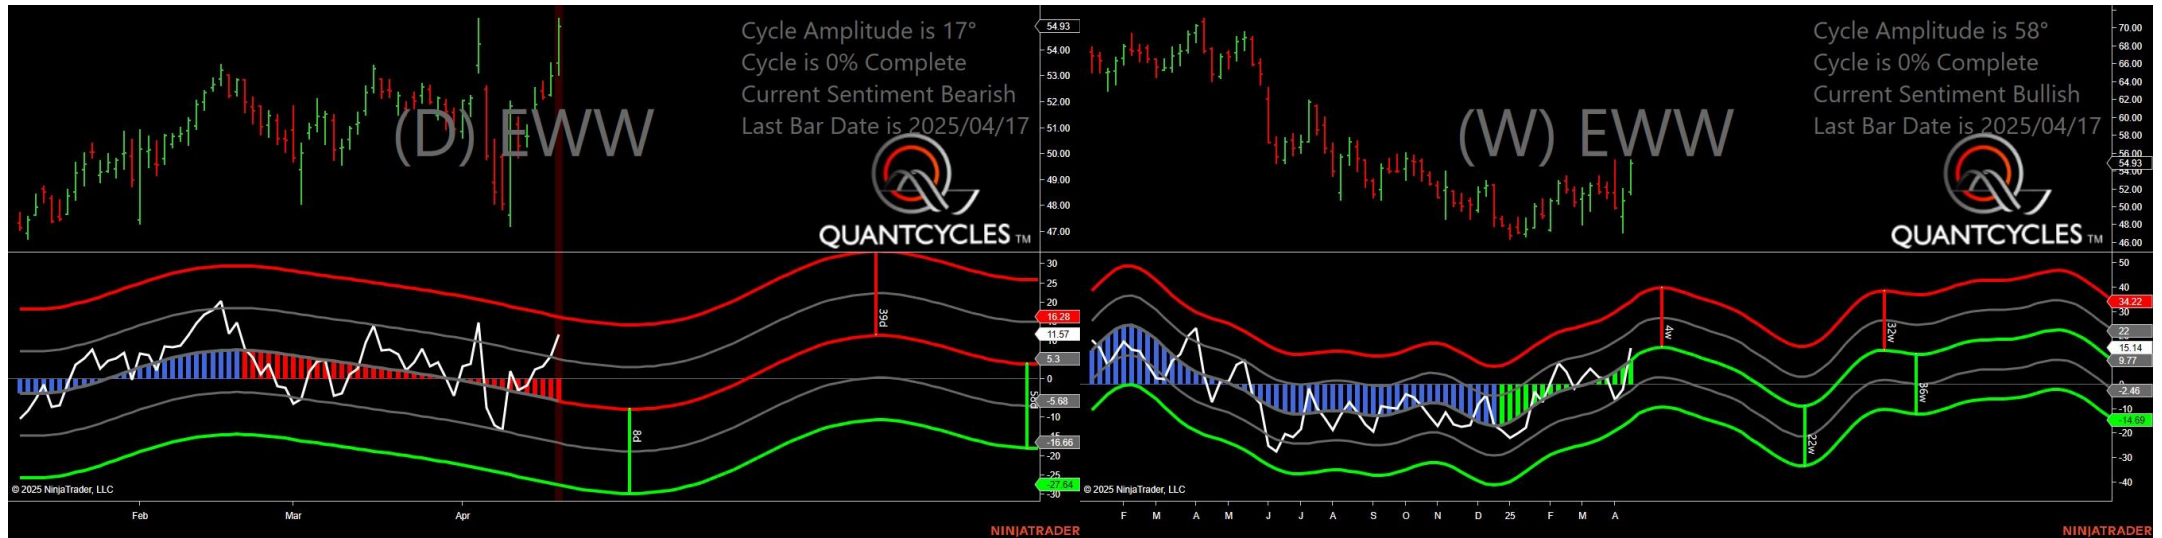 Cycle Amplitude is 17°
Cycle is 0% Complete
Current Sentiment Bearish
Last Bar Date is 2025/04/17
(D) EWW
QUANTCYCLES TM
54.93
54.00
53.00
52.00
51.00
50.00
49.00
48.00
47.00
30
25
20
16.28
11.57
10
5.3
0
-5.68
-10
-16.66
-20
-25
-27.64
-30
39d
8d
58d
© 2025 NinjaTrader, LLC
Feb
Mar
Apr
NINJATRADER
Cycle Amplitude is 58°
Cycle is 0% Complete
Current Sentiment Bullish
Last Bar Date is 2025/04/17
(W) EWW
QUANTCYCLES TM
70.00
68.00
66.00
64.00
62.00
60.00
58.00
56.00
54.93
54.00
52.00
50.00
48.00
46.00
50
40
34.22
30
22
15.14
9.77
-2.46
-10
-14.69
-20
-30
-40
4w
22w
32w
36w
© 2025 NinjaTrader, LLC
F
M
A
M
J
J
A
S
O
N
D
25
F
M
A
NINJATRADER